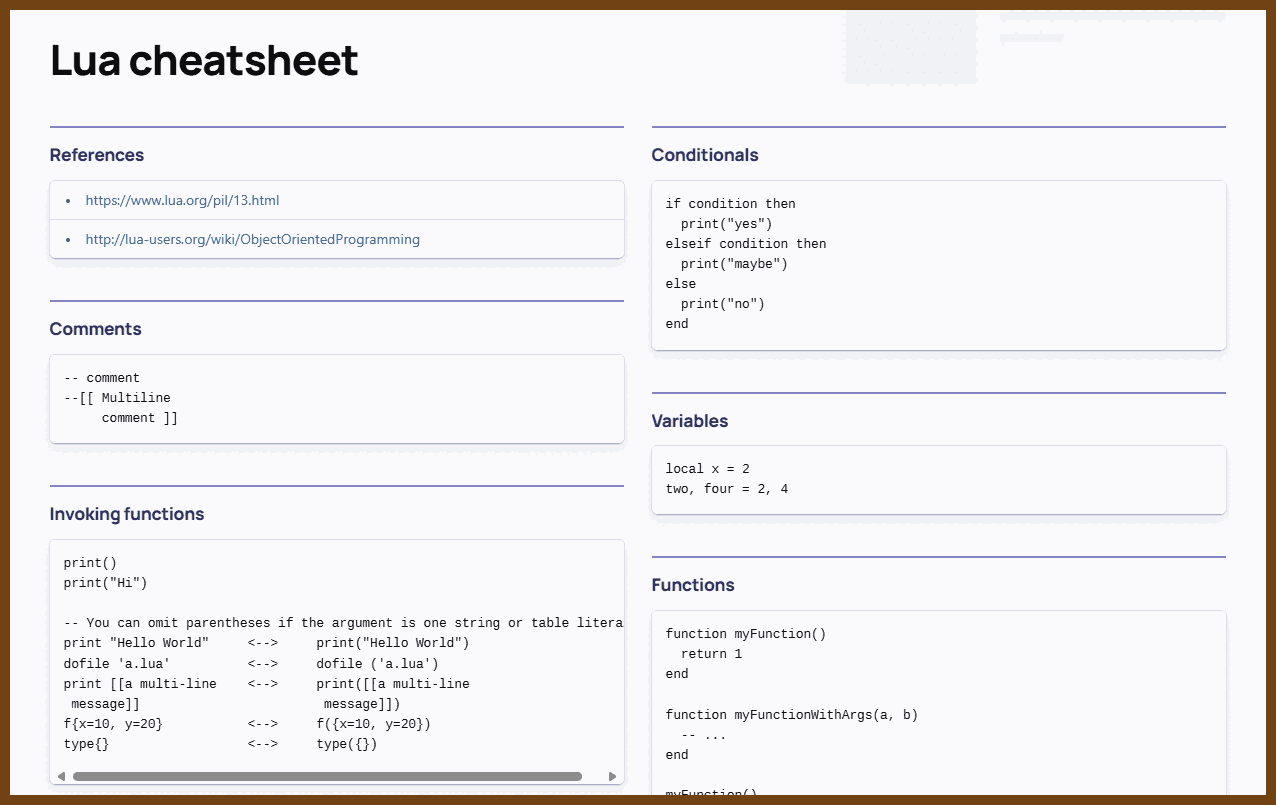 Lua cheatsheet
References
• https://www.lua.org/pil/13.html
• http://lua-users.org/wiki/ObjectOrientedProgramming
Comments
-- comment
--[[ Multiline
     comment ]]
Invoking functions
print()
print("Hi")

-- You can omit parentheses if the argument is one string or table litera
print "Hello World"     <-->     print("Hello World")
dofile 'a.lua'          <-->     dofile ('a.lua')
print [[a multi-line    <-->     print([[a multi-line
 message]]                        message]])
f{x=10, y=20}           <-->     f({x=10, y=20})
type{}                  <-->     type({})
Conditionals
if condition then
  print("yes")
elseif condition then
  print("maybe")
else
  print("no")
end
Variables
local x = 2
two, four = 2, 4
Functions
function myFunction()
  return 1
end

function myFunctionWithArgs(a, b)
  -- ...
end

myFunction()